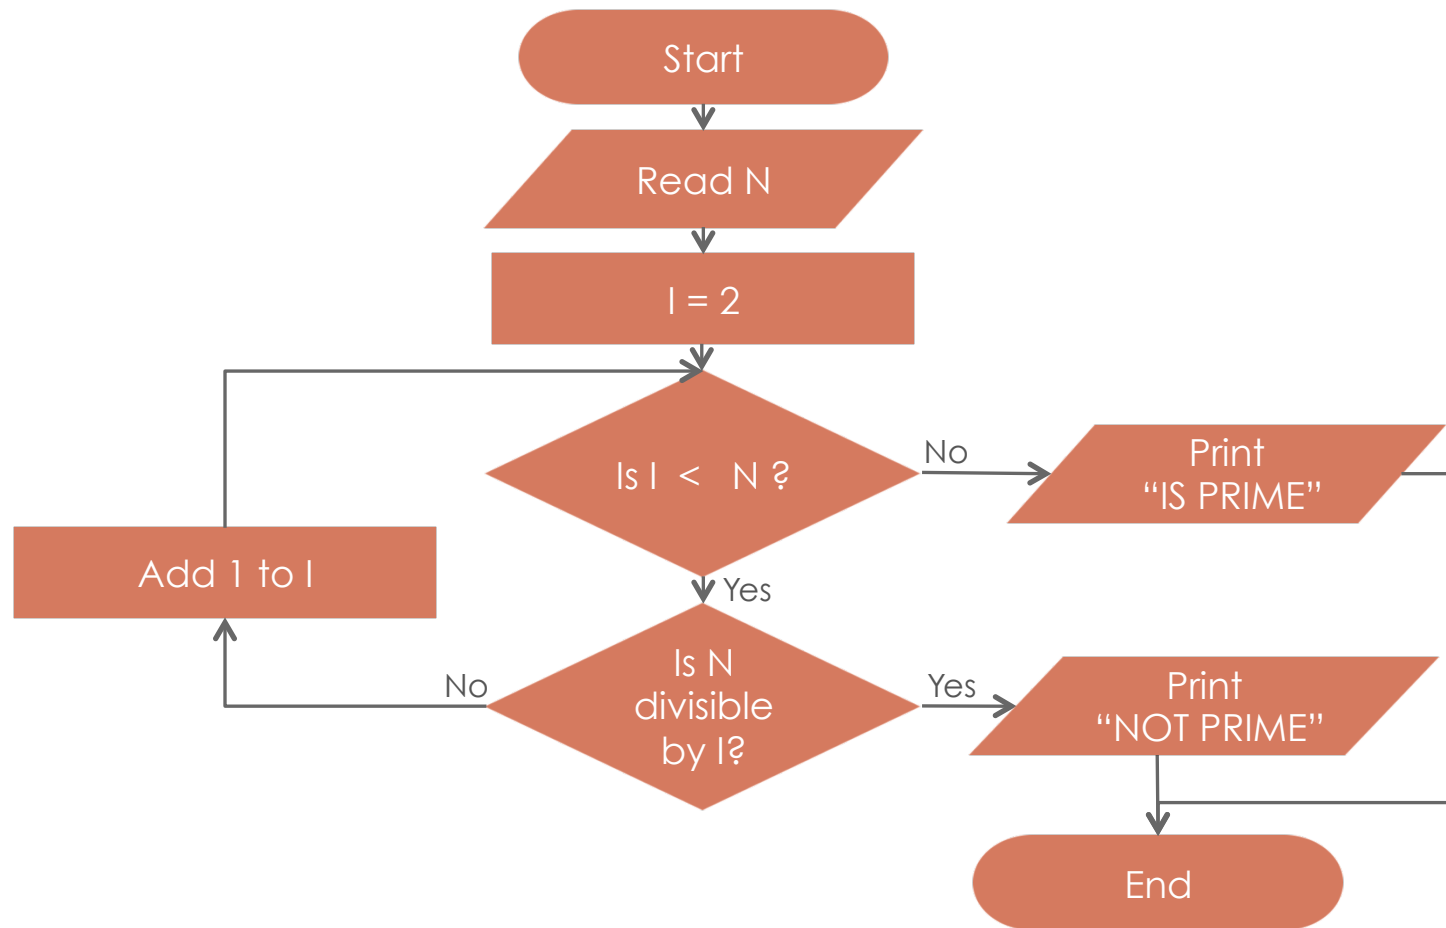 Start
Read N
I = 2
Is I < N ?
No
Print
“IS PRIME”
Add 1 to I
Yes
Is N
divisible
by I?
No
Yes
Print
“NOT PRIME”
End